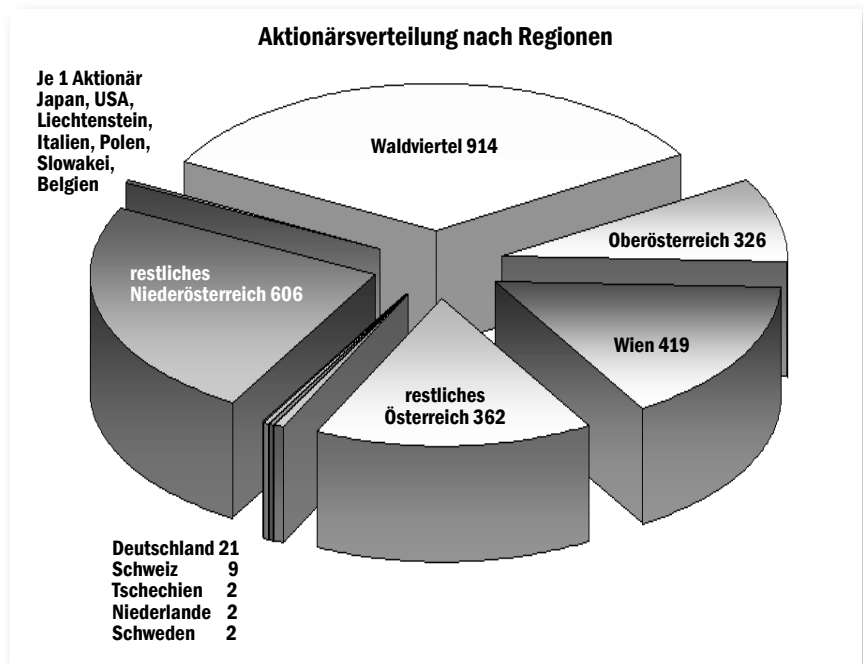 Aktionärsverteilung nach Regionen
Je 1 Aktionär
Japan, USA,
Liechtenstein,
Italien, Polen,
Slowakei,
Belgien
Waldviertel 914
Oberösterreich 326
restliches
Niederösterreich 606
Wien 419
restliches
Österreich 362
Deutschland 21
Schweiz 9
Tschechien 2
Niederlande 2
Schweden 2